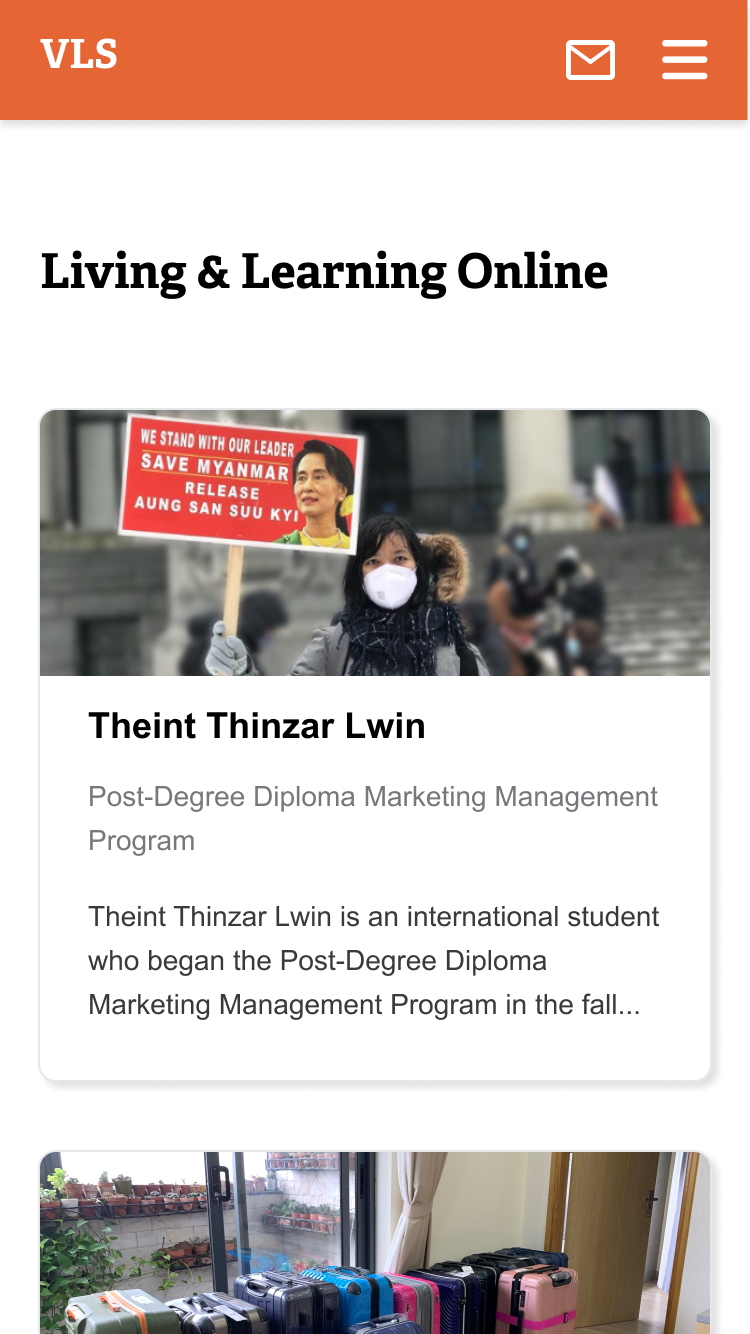 VLS
Living & Learning Online
WE STAND WITH OUR LEADER
SAVE MYANMAR
RELEASE
AUNG SAN SUU KYI
Theint Thinzar Lwin
Post-Degree Diploma Marketing Management
Program
Theint Thinzar Lwin is an international student
who began the Post-Degree Diploma
Marketing Management Program in the fall...